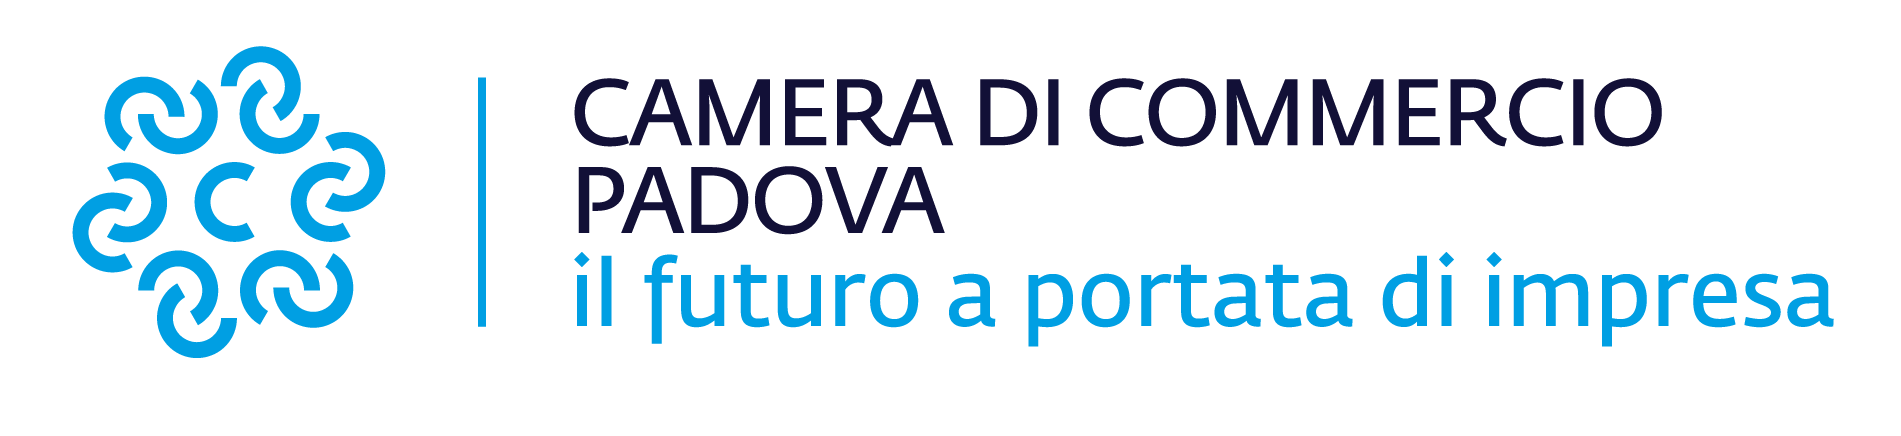 CAMERA DI COMMERCIO
PADOVA
il futuro a portata di impresa